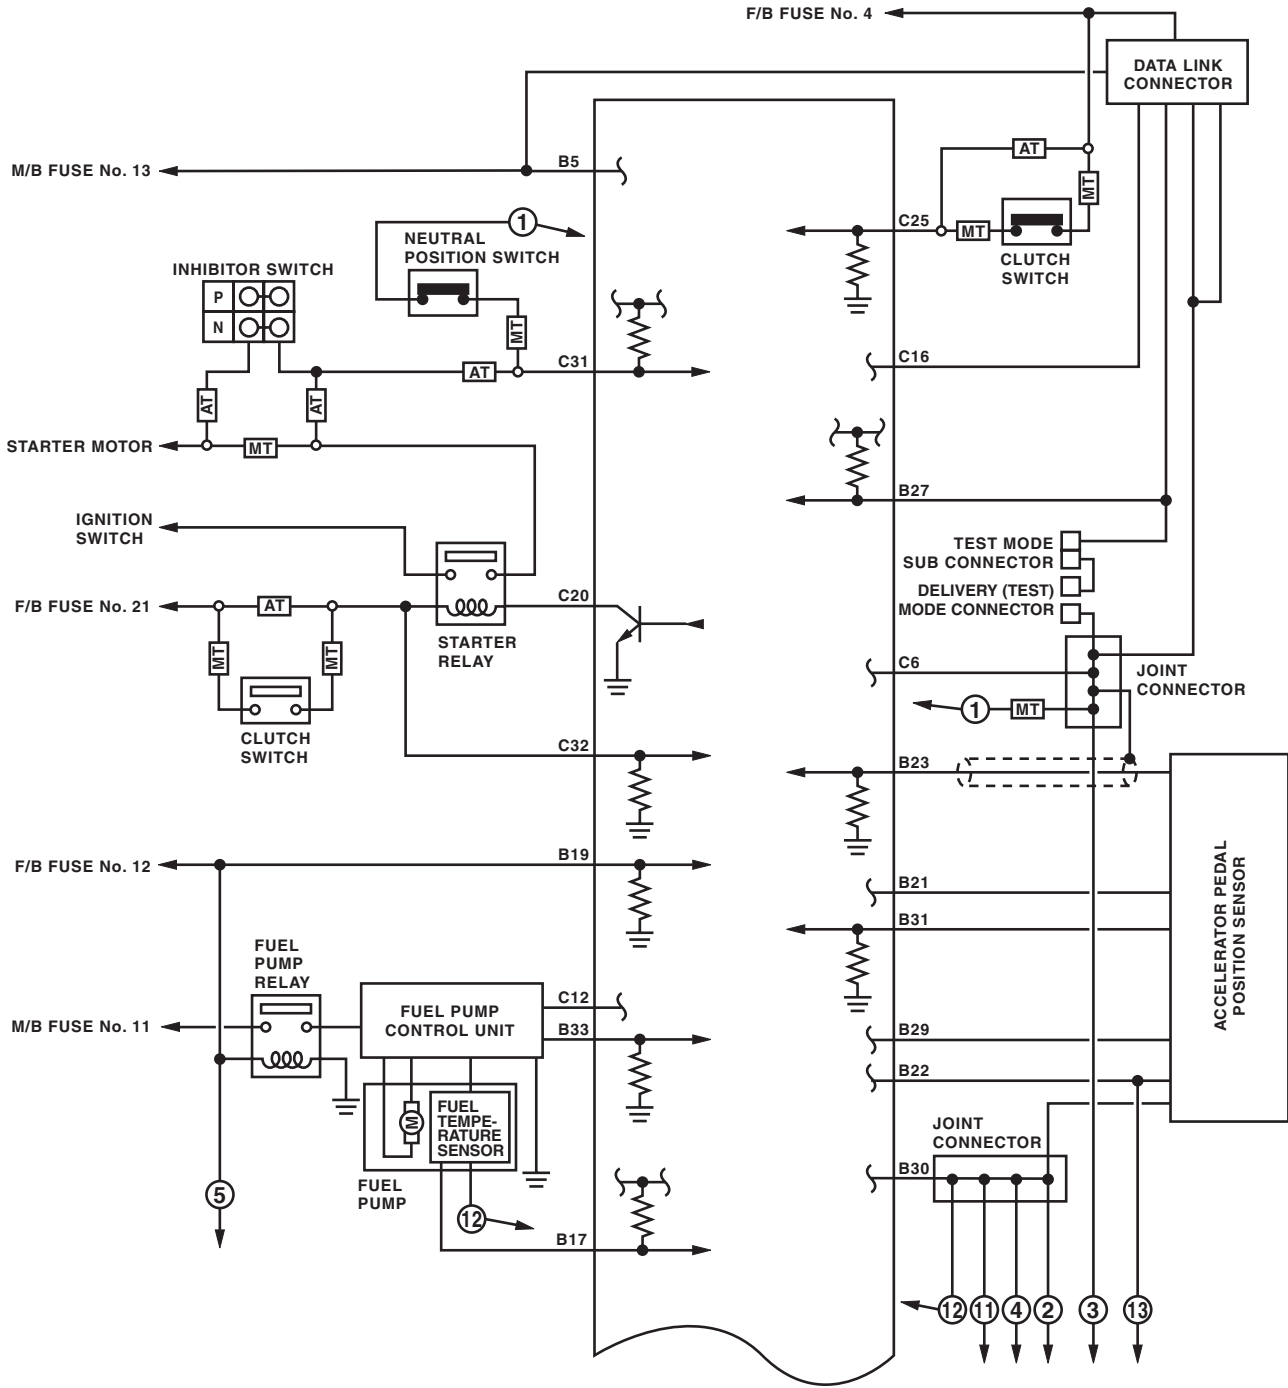 F/B FUSE No. 4
DATA LINK
CONNECTOR
M/B FUSE No. 13
B5
AT
MT
1
C25
MT
CLUTCH
SWITCH
NEUTRAL
POSITION SWITCH
INHIBITOR SWITCH
P
N
MT
C31
AT
C16
AT
AT
STARTER MOTOR
MT
B27
IGNITION
SWITCH
TEST MODE
SUB CONNECTOR
DELIVERY (TEST)
MODE CONNECTOR
F/B FUSE No. 21
AT
C20
STARTER
RELAY
MT
MT
CLUTCH
SWITCH
C6
JOINT
CONNECTOR
1
MT
C32
B23
F/B FUSE No. 12
B19
B21
B31
ACCELERATOR PEDAL
POSITION SENSOR
FUEL
PUMP
RELAY
M/B FUSE No. 11
FUEL PUMP
CONTROL UNIT
C12
B33
B29
B22
M
FUEL
TEMPE-
RATURE
SENSOR
FUEL
PUMP
JOINT
CONNECTOR
B30
5
12
B17
12
11
4
2
3
13